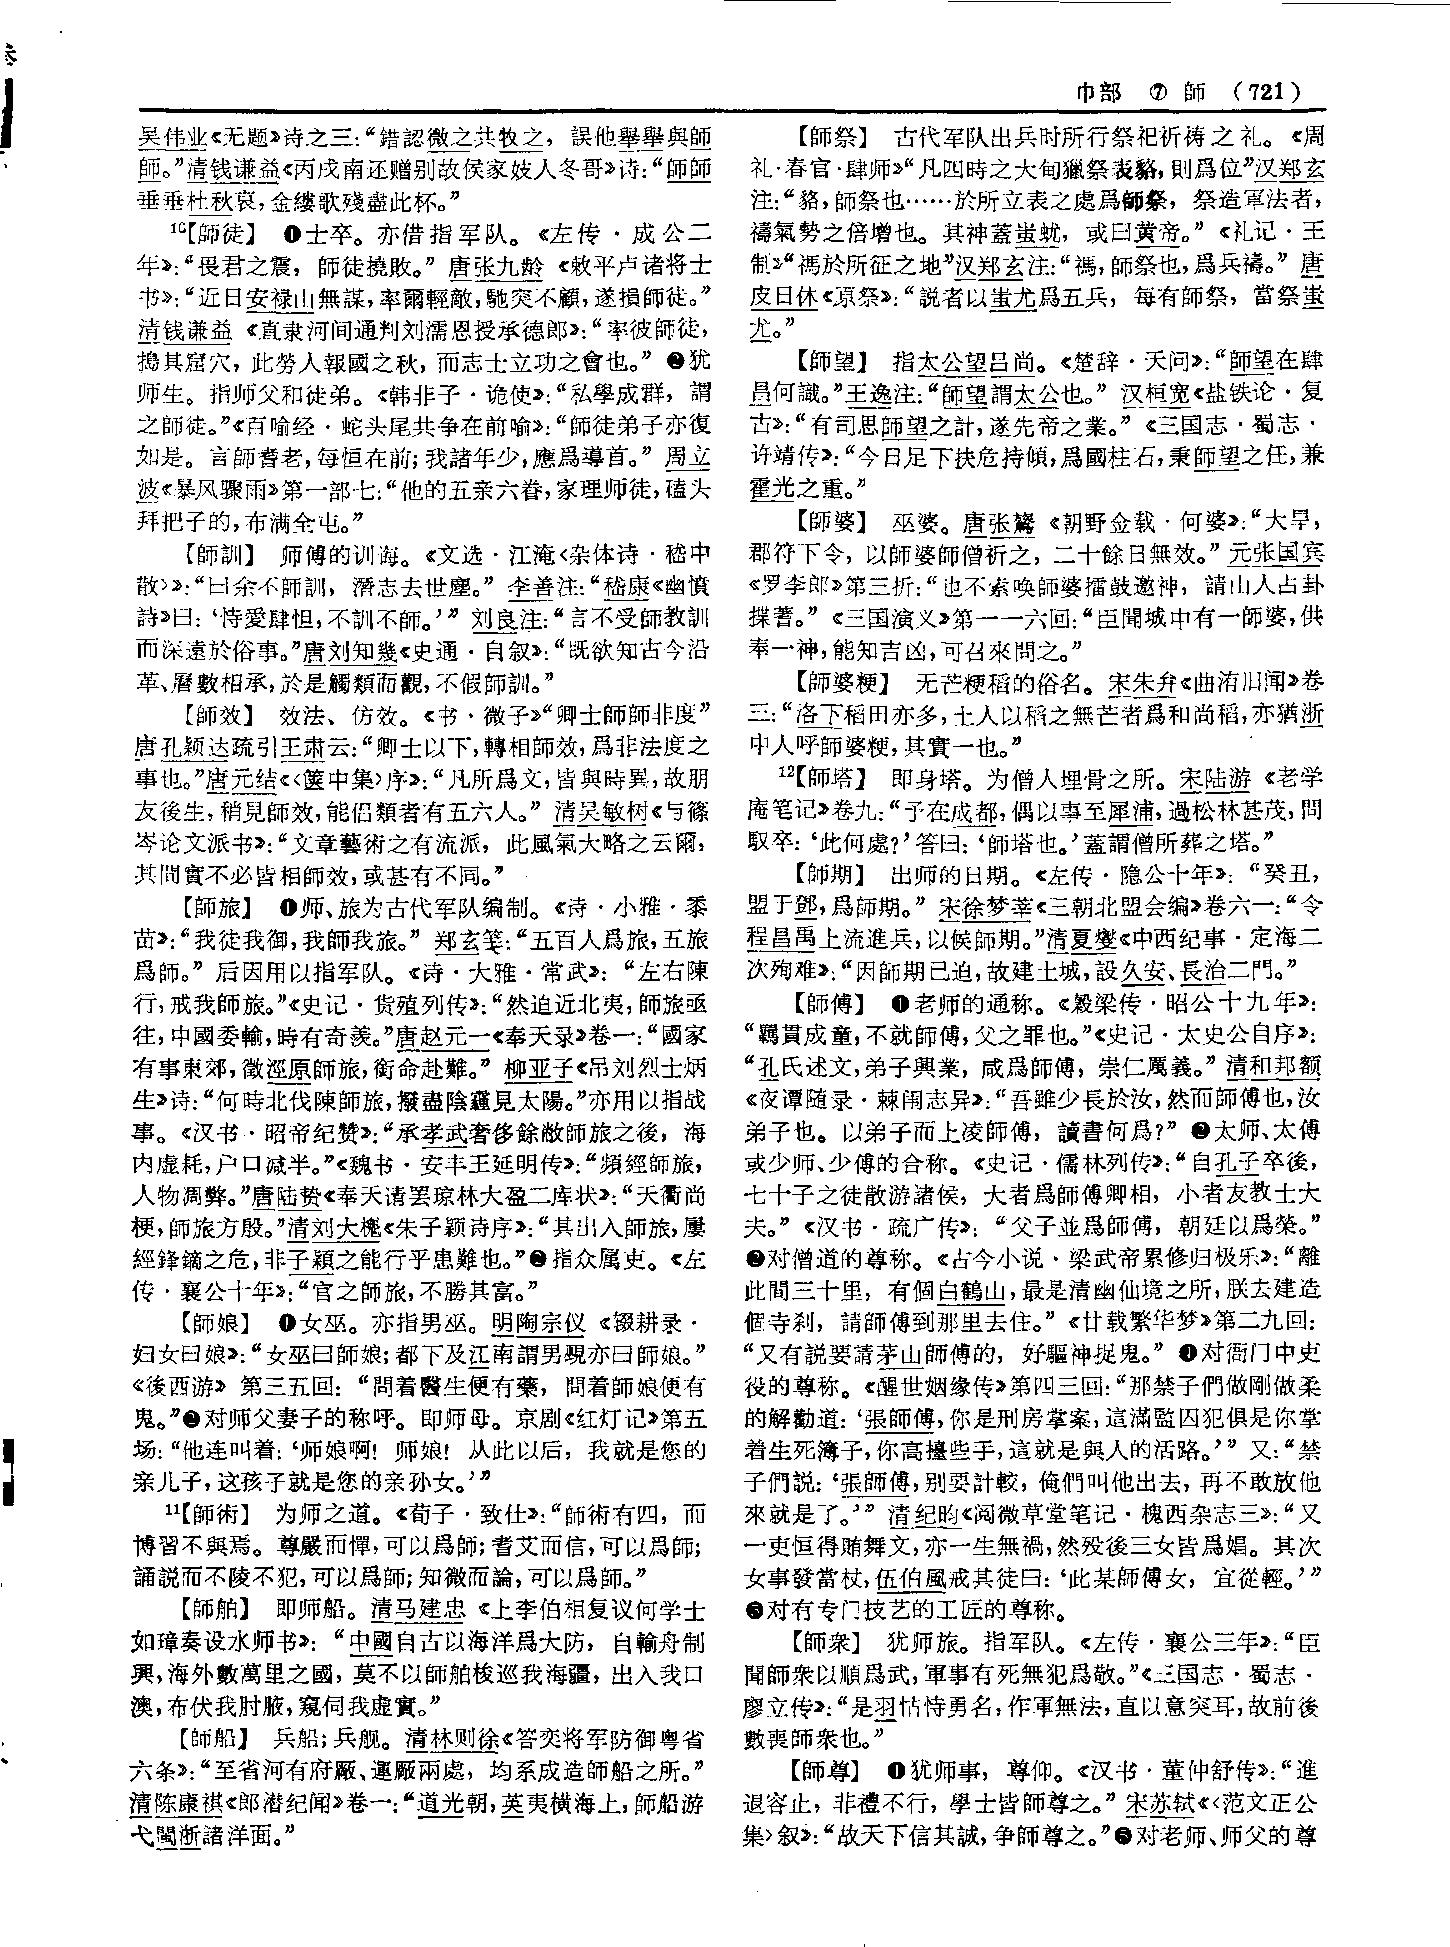 巾部 ⑦ 師 (721)
吴伟业《无题》诗之三：“錯認微之共牧之，誤他舉舉與師
師。”清钱谦益《丙戌南还赠别故侯家妓人冬哥》诗：“師師
垂垂杜秋哀，金缕歌殘盡此杯。”
10【師徒】 ❶士卒。亦借指军队。《左传·成公二
年》：“畏君之震，師徒撓敗。” 唐张九龄《敕平卢诸将士
书》：“近日安禄山無謀，率爾輕敵，馳突不顧，遂損師徒。”
清钱谦益《直隶河间通判刘濡恩授承德郎》：“率彼師徒，
搗其窟穴，此勞人報國之秋，而志士立功之會也。” ❷犹
师生。指师父和徒弟。《韩非子·诡使》：“私學成群，謂
之師徒。”《百喻经·蛇头尾共争在前喻》：“師徒弟子亦復
如是。言師耆老，每恒在前；我諸年少，應爲導首。” 周立
波《暴风骤雨》第一部七：“他的五亲六眷，家理师徒，磕头
拜把子的，布满全屯。”
【師訓】 师傅的训诲。《文选·江淹〈杂体诗·嵇中
散〉》：“曰余不師訓，潛志去世塵。” 李善注：“嵇康《幽憤
詩》曰：‘恃愛肆怛，不訓不師。’” 刘良注：“言不受師教訓
而深遠於俗事。”唐刘知幾《史通·自叙》：“既欲知古今沿
革、曆數相承，於是觸類而觀，不假師訓。”
【師效】 效法、仿效。《书·微子》“卿士師師非度”
唐孔颖达疏引王肃云：“卿士以下，轉相師效，爲非法度之
事也。”唐元结《〈箧中集〉序》：“凡所爲文，皆與時異，故朋
友後生，稍見師效，能侣類者有五六人。” 清吴敏树《与篠
岑论文派书》：“文章藝術之有流派，此風氣大略之云爾，
其間實不必皆相師效，或甚有不同。”
【師旅】 ❶师、旅为古代军队编制。《诗·小雅·黍
苗》：“我徒我御，我師我旅。” 郑玄笺：“五百人爲旅，五旅
爲師。” 后因用以指军队。《诗·大雅·常武》：“左右陳
行，戒我師旅。”《史记·货殖列传》：“然迫近北夷，師旅亟
往，中國委輸，時有奇羨。”唐赵元一《奉天录》卷一：“國家
有事東郊，徵涇原師旅，銜命赴難。” 柳亚子《吊刘烈士炳
生》诗：“何時北伐陳師旅，撥盡陰霾見太陽。”亦用以指战
事。《汉书·昭帝纪赞》：“承孝武奢侈餘敝師旅之後，海
内虚耗，户口减半。”《魏书·安丰王延明传》：“頻經師旅，
人物凋弊。”唐陆贽《奉天请罢琼林大盈二库状》：“天衢尚
梗，師旅方殷。”清刘大櫆《朱子颖诗序》：“其出入師旅，屢
經鋒鏑之危，非子穎之能行乎患難也。”❷指众属吏。《左
传·襄公十年》：“官之師旅，不勝其富。”
【師娘】 ❶女巫。亦指男巫。明陶宗仪《辍耕录·
妇女曰娘》：“女巫曰師娘；都下及江南謂男覡亦曰師娘。”
《後西游》第三五回：“問着醫生便有藥，問着師娘便有
鬼。”❷对师父妻子的称呼。即师母。京剧《红灯记》第五
场：“他连叫着：‘师娘啊！师娘！从此以后，我就是您的
亲儿子，这孩子就是您的亲孙女。’”
11【師術】 为师之道。《荀子·致仕》：“師術有四，而
博習不與焉。尊嚴而憚，可以爲師；耆艾而信，可以爲師；
誦説而不陵不犯，可以爲師；知微而論，可以爲師。”
【師舶】 即师船。清马建忠《上李伯相复议何学士
如璋奏设水师书》：“中國自古以海洋爲大防，自輪舟制
興，海外數萬里之國，莫不以師舶梭巡我海疆，出入我口
澳，布伏我肘腋，窺伺我虚實。”
【師船】 兵船；兵舰。清林则徐《答奕将军防御粤省
六条》：“至省河有府厰、運厰兩處，均系成造師船之所。”
清陈康祺《郎潜纪闻》卷一：“道光朝，英夷横海上，師船游
弋閩浙諸洋面。”
【師祭】 古代军队出兵时所行祭祀祈祷之礼。《周
礼·春官·肆师》“凡四時之大甸獵祭表貉，則爲位”汉郑玄
注：“貉，師祭也……於所立表之處爲師祭，祭造軍法者，
禱氣勢之倍增也。其神蓋蚩蚘，或曰黄帝。”《礼记·王
制》“禡於所征之地”汉郑玄注：“禡，師祭也，爲兵禱。” 唐
皮日休《原祭》：“説者以蚩尤爲五兵，每有師祭，當祭蚩
尤。”
【師望】 指太公望吕尚。《楚辞·天问》：“師望在肆
昌何識。”王逸注：“師望謂太公也。” 汉桓宽《盐铁论·复
古》：“有司思師望之計，遂先帝之業。”《三国志·蜀志·
许靖传》：“今日足下扶危持傾，爲國柱石，秉師望之任，兼
霍光之重。”
【師婆】 巫婆。唐张鷟《朝野佥载·何婆》：“大旱，
郡符下令，以師婆師僧祈之，二十餘日無效。” 元张国宾
《罗李郎》第三折：“也不索唤師婆擂鼓邀神，請山人占卦
揲蓍。”《三国演义》第一一六回：“臣聞城中有一師婆，供
奉一神，能知吉凶，可召來問之。”
【師婆粳】 无芒粳稻的俗名。宋朱弁《曲洧旧闻》卷
三：“洛下稻田亦多，土人以稻之無芒者爲和尚稻，亦猶浙
中人呼師婆粳，其實一也。”
12【師塔】 即身塔。为僧人埋骨之所。宋陆游《老学
庵笔记》卷九：“予在成都，偶以事至犀浦，過松林甚茂，問
馭卒：‘此何處？’答曰：‘師塔也。’蓋謂僧所葬之塔。”
【師期】 出师的日期。《左传·隐公十年》：“癸丑，
盟于鄧，爲師期。” 宋徐梦莘《三朝北盟会编》卷六一：“令
程昌禹上流進兵，以候師期。”清夏燮《中西纪事·定海二
次殉难》：“因師期已迫，故建土城，設久安、長治二門。”
【師傅】 ❶老师的通称。《穀梁传·昭公十九年》：
“羈貫成童，不就師傅，父之罪也。”《史记·太史公自序》：
“孔氏述文，弟子興業，咸爲師傅，崇仁厲義。” 清和邦额
《夜谭随录·棘闱志异》：“吾雖少長於汝，然而師傅也，汝
弟子也。以弟子而上凌師傅，讀書何爲？” ❷太师、太傅
或少师、少傅的合称。《史记·儒林列传》：“自孔子卒後，
七十子之徒散游諸侯，大者爲師傅卿相，小者友教士大
夫。”《汉书·疏广传》：“父子並爲師傅，朝廷以爲榮。”
❸对僧道的尊称。《古今小说·梁武帝累修归极乐》：“離
此間三十里，有個白鶴山，最是清幽仙境之所，朕去建造
個寺刹，請師傅到那里去住。”《廿载繁华梦》第二九回：
“又有説要請茅山師傅的，好驅神捉鬼。” ❹对衙门中吏
役的尊称。《醒世姻缘传》第四三回：“那禁子們做剛做柔
的解勸道：‘張師傅，你是刑房掌案，這滿監囚犯俱是你掌
着生死簿子，你高擡些手，這就是與人的活路。’” 又：“禁
子們説：‘張師傅，别要計較，俺們叫他出去，再不敢放他
來就是了。’” 清纪昀《阅微草堂笔记·槐西杂志三》：“又
一吏恒得賄舞文，亦一生無禍，然殁後三女皆爲娼。其次
女事發當杖，伍伯風戒其徒曰：‘此某師傅女，宜從輕。’”
❺对有专门技艺的工匠的尊称。
【師衆】 犹师旅。指军队。《左传·襄公三年》：“臣
聞師衆以順爲武，軍事有死無犯爲敬。”《三国志·蜀志·
廖立传》：“是羽怙恃勇名，作軍無法，直以意突耳，故前後
數喪師衆也。”
【師尊】 ❶犹师事，尊仰。《汉书·董仲舒传》：“進
退容止，非禮不行，學士皆師尊之。” 宋苏轼《〈范文正公
集〉叙》：“故天下信其誠，争師尊之。”❷对老师、师父的尊